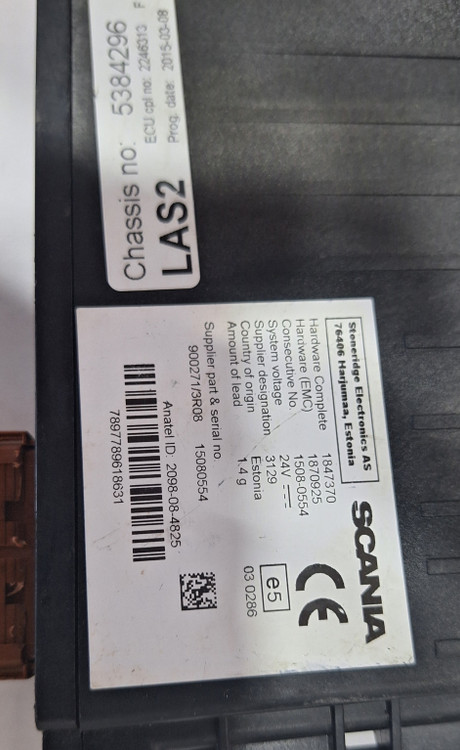 Chassis no: 5384296
ECU cpl no: 2246313 F
LAS2 Prog. date: 2015-03-08
Stoneridge Electronics AS
76406 Harjumaa, Estonia
SCANIA
Hardware Complete 1847370
Hardware (EMC) 1870925
Consecutive No. 1508-0554
System voltage 24V
Supplier designation 3129
Country of origin Estonia
Amount of lead 1.4 g
CE
e5
03 0286
Supplier part & serial no.
900271/3R08 15080554
Anatel ID. 2098-08-4825
7897789618631